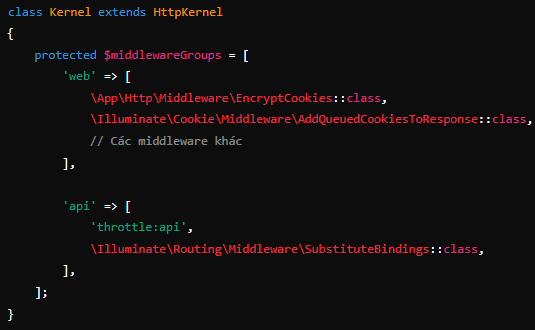 class Kernel extends HttpKernel
{
    protected $middlewareGroups = [
        'web' => [
            \App\Http\Middleware\EncryptCookies::class,
            \Illuminate\Cookie\Middleware\AddQueuedCookiesToResponse::class,
            // Các middleware khác
        ],

        'api' => [
            'throttle:api',
            \Illuminate\Routing\Middleware\SubstituteBindings::class,
        ],
    ];
}